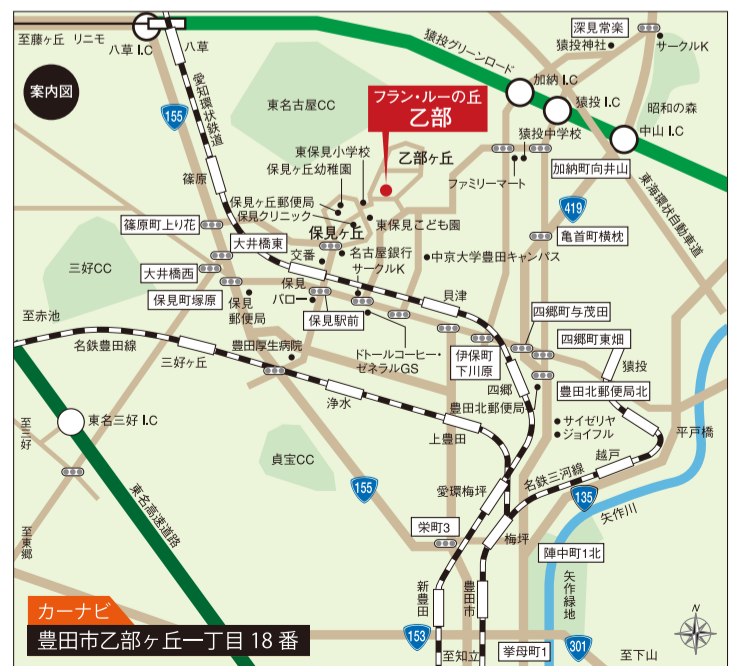 案内図
至藤ヶ丘 リニモ
八草 I.C
八草
愛知環状鉄道
155
東名古屋CC
猿投グリーンロード
フラン・ルーの丘
乙部
深見常楽
猿投神社
サークルK
加納 I.C
猿投 I.C
昭和の森
中山 I.C
猿投中学校
ファミリーマート
加納町向井山
東海環状自動車道
419
亀首町横枕
乙部ヶ丘
東保見小学校
保見ヶ丘幼稚園
保見ヶ丘郵便局
保見クリニック
保見ヶ丘
東保見こども園
篠原
篠原町上り花
大井橋東
交番
名古屋銀行
サークルK
中京大学豊田キャンパス
三好CC
大井橋西
保見町塚原
保見
郵便局
保見
バロー
保見駅前
貝津
四郷町与茂田
四郷町東畑
至赤池
名鉄豊田線
三好ヶ丘
豊田厚生病院
ドトールコーヒー・
ゼネラルGS
伊保町
下川原
四郷
猿投
豊田北郵便局北
豊田北郵便局
サイゼリヤ
ジョイフル
平戸橋
浄水
上豊田
越戸
至三好
東名三好 I.C
貞宝CC
155
愛環梅坪
名鉄三河線
135
矢作川
東名高速道路
至東郷
栄町3
梅坪
陣中町1北
矢作緑地
新豊田
豊田市
カーナビ
豊田市乙部ヶ丘一丁目 18 番
153
至知立
挙母町1
301
至下山
N